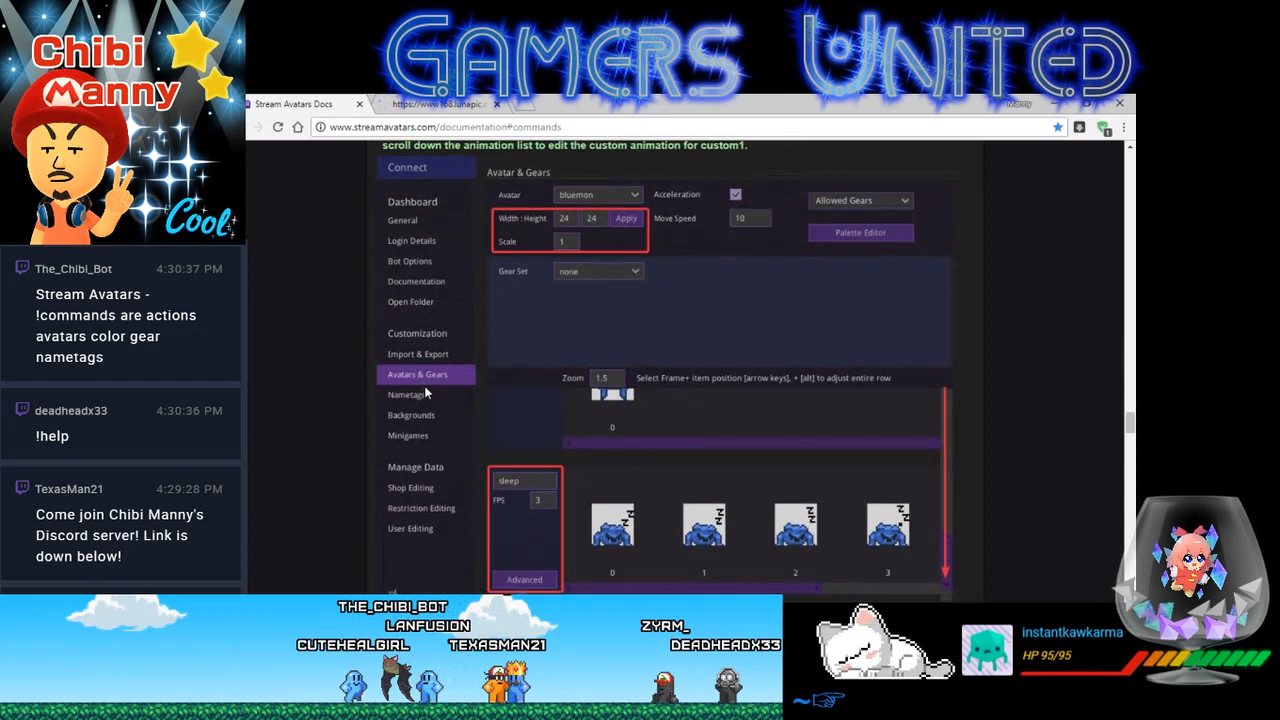 Gamers United
Chibi
Manny
Cool
Stream Avatars Docs
Manny
www.streamavatars.com/documentation#commands
scroll down the animation list to edit the custom animation for custom1.
Connect
Avatar & Gears
Dashboard
General
Login Details
Bot Options
Documentation
Open Folder
Customization
Import & Export
Avatars & Gears
Nametags
Backgrounds
Minigames
Manage Data
Shop Editing
Restriction Editing
User Editing
Avatar bluemon Acceleration
Allowed Gears
Width : Height 24 24 Apply Move Speed 10
Palette Editor
Scale 1
Gear Set none
Zoom 1.5 Select Frame+ item position [arrow keys], + [alt] to adjust entire row
0
sleep
FPS 3
Advanced
0 1 2 3
The_Chibi_Bot 4:30:37 PM
Stream Avatars -
!commands are actions
avatars color gear
nametags
deadheadx33 4:30:36 PM
!help
TexasMan21 4:29:28 PM
Come join Chibi Manny's
Discord server! Link is
down below!
THE_CHIBI_BOT
LANFUSION
CUTEHEALGIRL TEXASMAN21
ZYRM_
DEADHEADX33
instantkawkarma
HP 95/95